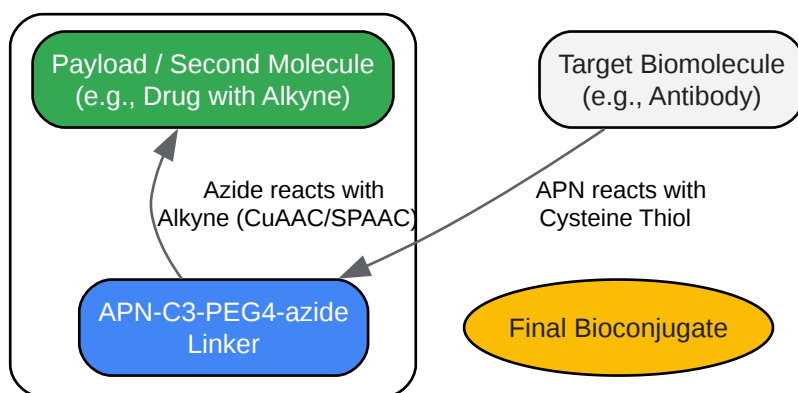 Payload / Second Molecule
(e.g., Drug with Alkyne)
Target Biomolecule
(e.g., Antibody)
Azide reacts with
Alkyne (CuAAC/SPAAC)
APN reacts with
Cysteine Thiol
APN-C3-PEG4-azide
Linker
Final Bioconjugate